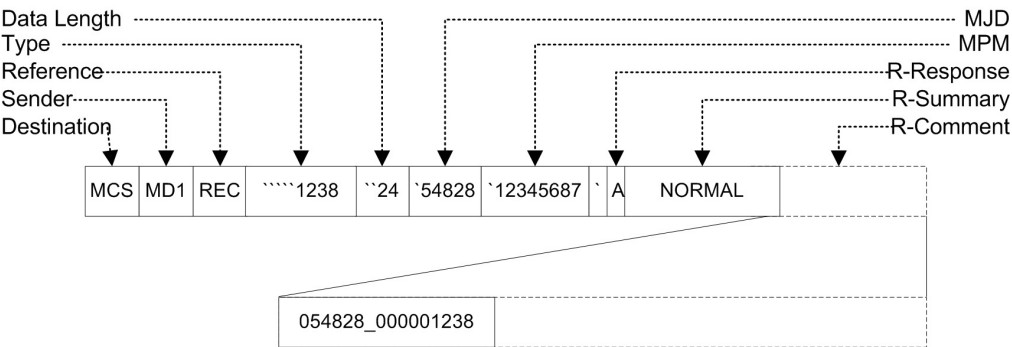 Data Length MJD
Type MPM
Reference R-Response
Sender R-Summary
Destination R-Comment
MCS MD1 REC `````1238 ``24 `54828 `12345687 ` A NORMAL
054828_000001238